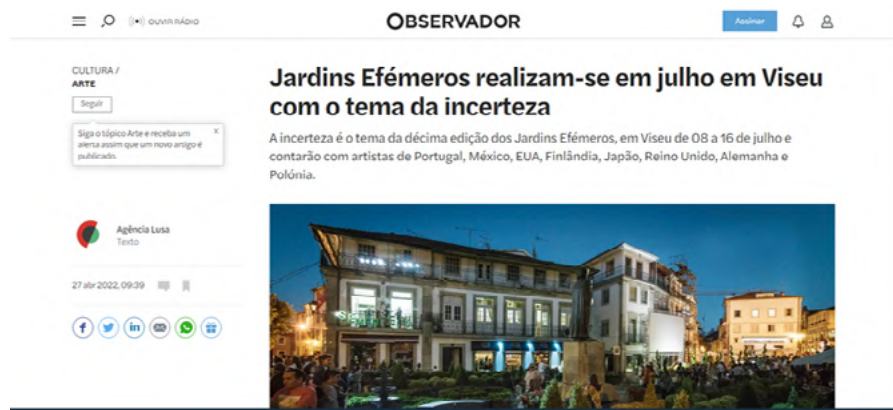 OUVIR RÁDIO
OBSERVADOR
Assinar
CULTURA /
ARTE
Seguir
Siga o tópico Arte e receba um
alerta assim que um novo artigo é
publicado.
X
Agência Lusa
Texto
27 abr 2022, 09:39
Jardins Efémeros realizam-se em julho em Viseu
com o tema da incerteza
A incerteza é o tema da décima edição dos Jardins Efémeros, em Viseu de 08 a 16 de julho e
contarão com artistas de Portugal, México, EUA, Finlândia, Japão, Reino Unido, Alemanha e
Polónia.